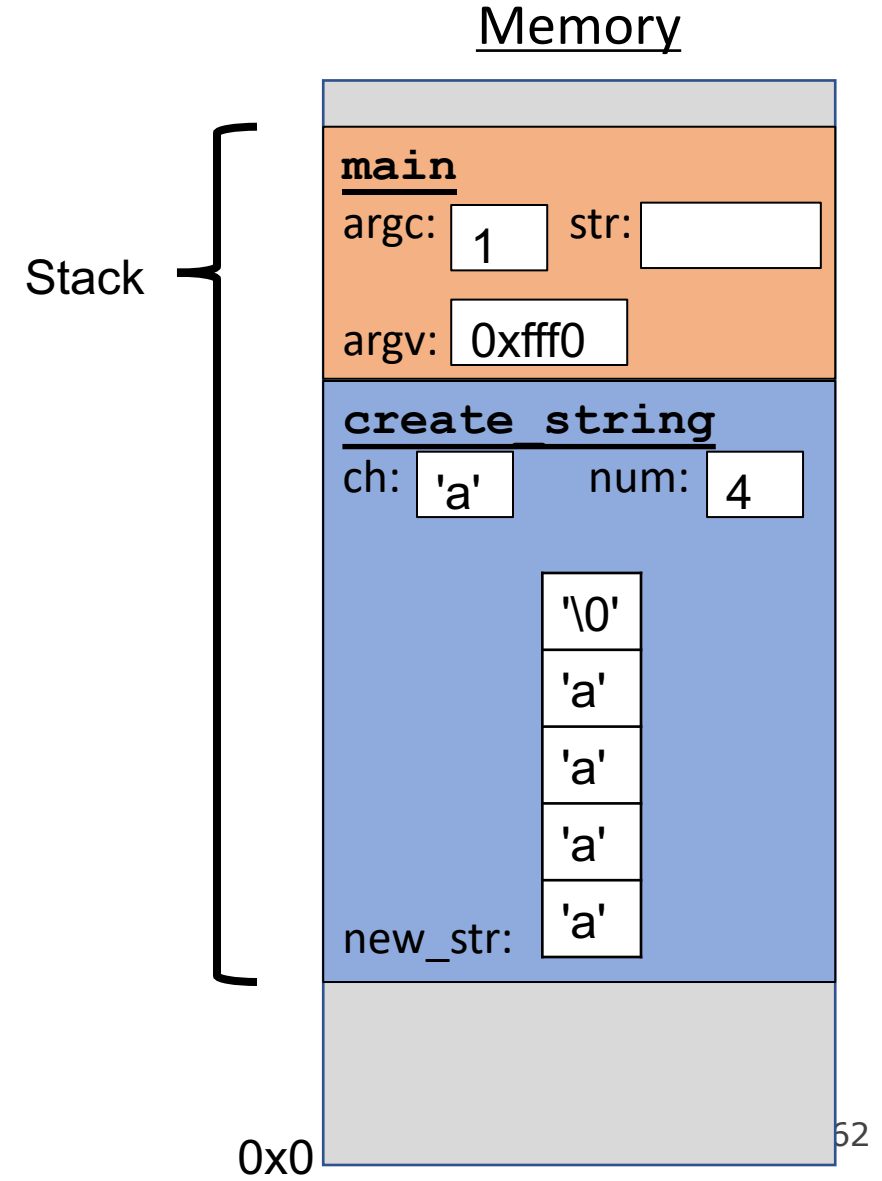 Memory
main
argc: 1 str:
Stack
argv: 0xfff0
create_string
ch: 'a' num: 4
'\0'
'a'
'a'
'a'
new_str: 'a'
0x0
62